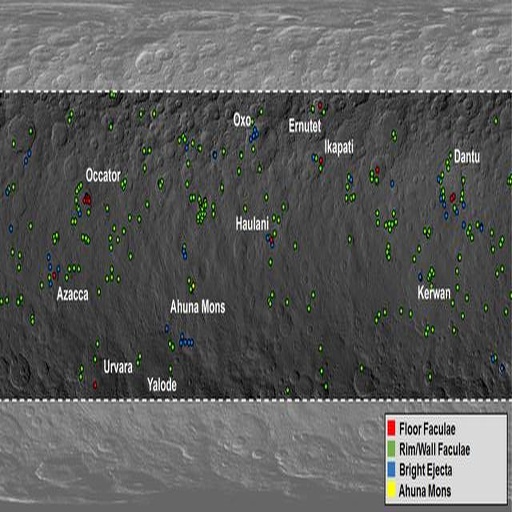 Oxo
Ernutet
Ikapati
Dantu
Occator
Haulani
Azacca
Ahuna Mons
Kerwan
Urvara
Yalode
Floor Faculae
Rim/Wall Faculae
Bright Ejecta
Ahuna Mons